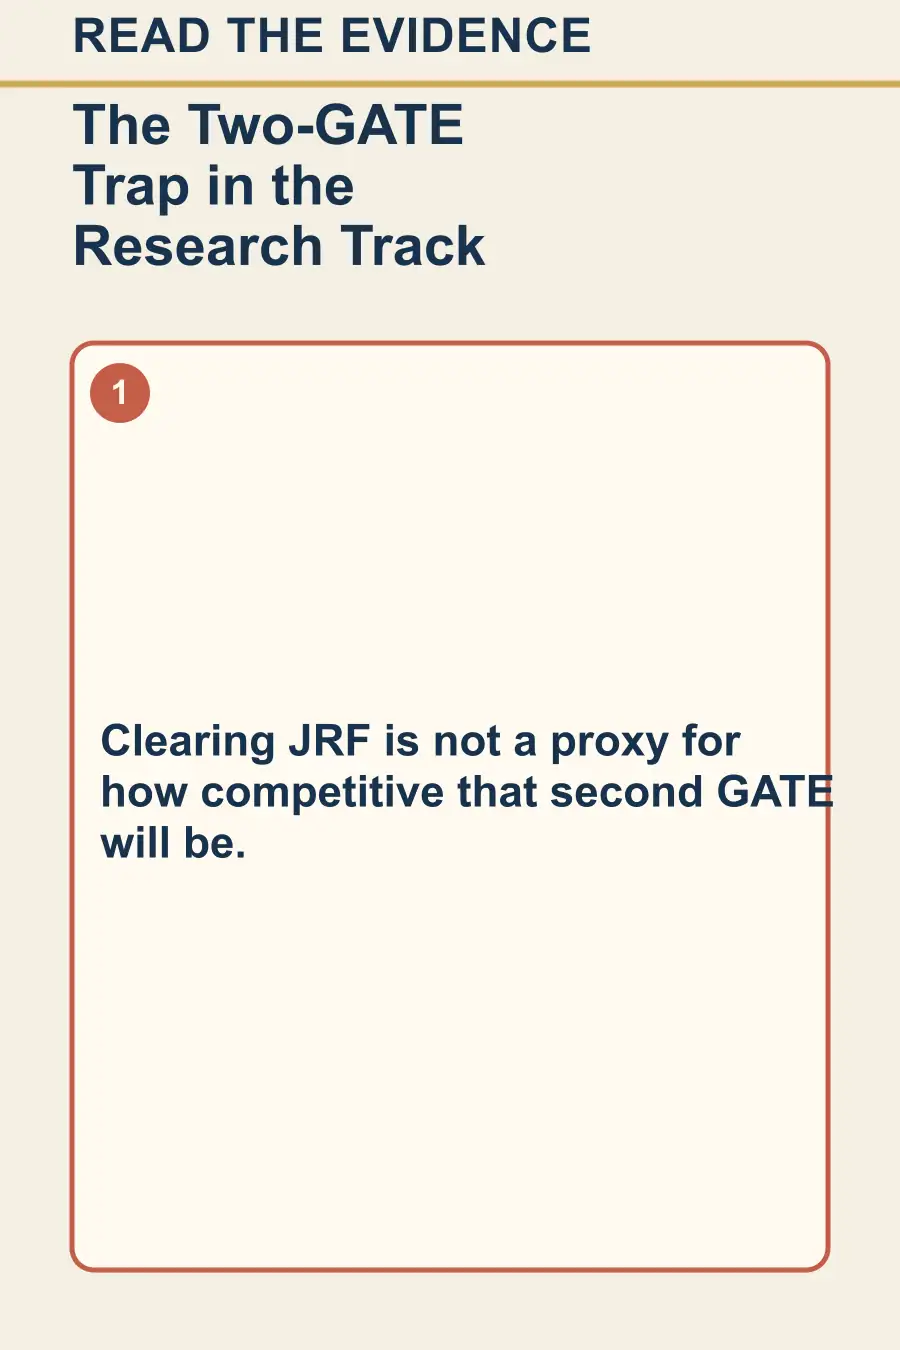 READ THE EVIDENCE
The Two-GATE
Trap in the
Research Track
1
Clearing JRF is not a proxy for
how competitive that second GATE
will be.